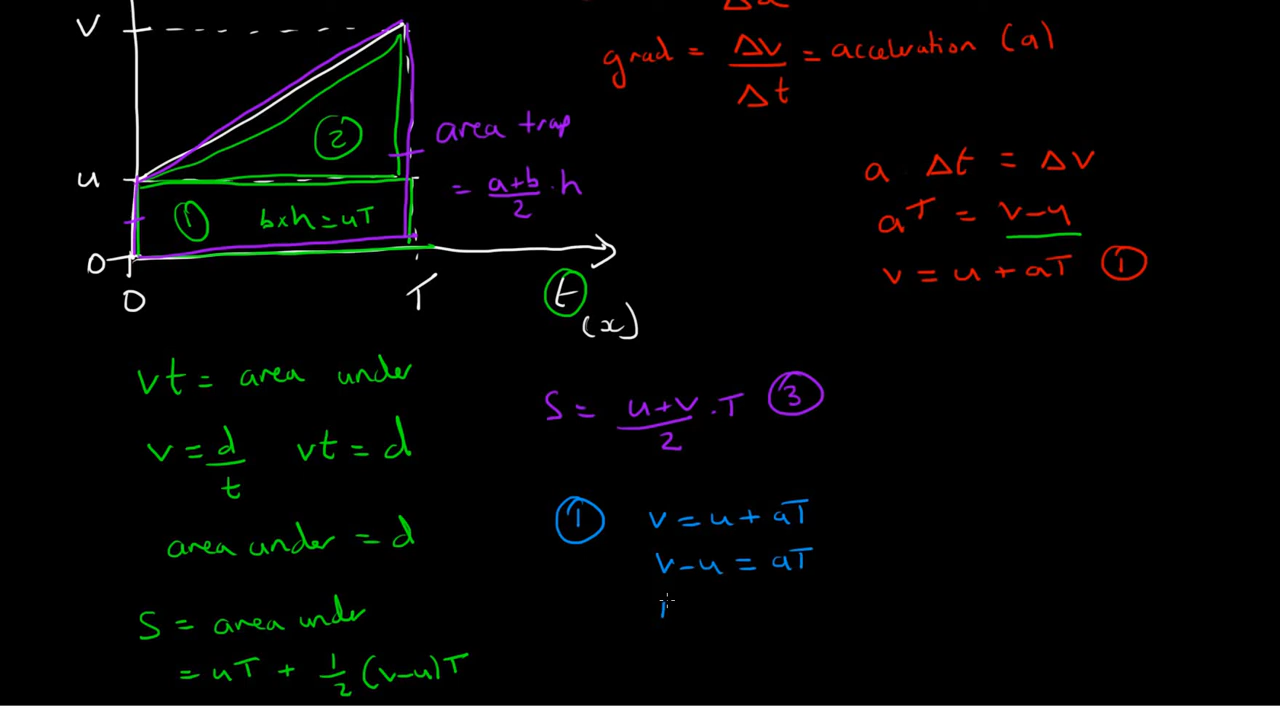 v
u
0
0
T
t
(x)
①
b×h=uT
②
area trap
= a+b/2 . h
grad = Δv/Δt = acceleration (a)
a Δt = Δv
aT = v-u
v = u + aT ①
vt = area under
v = d/t vt = d
area under = d
S = area under
= uT + 1/2 (v-u)T
S = u+v/2 . T ③
① v = u + aT
v-u = aT